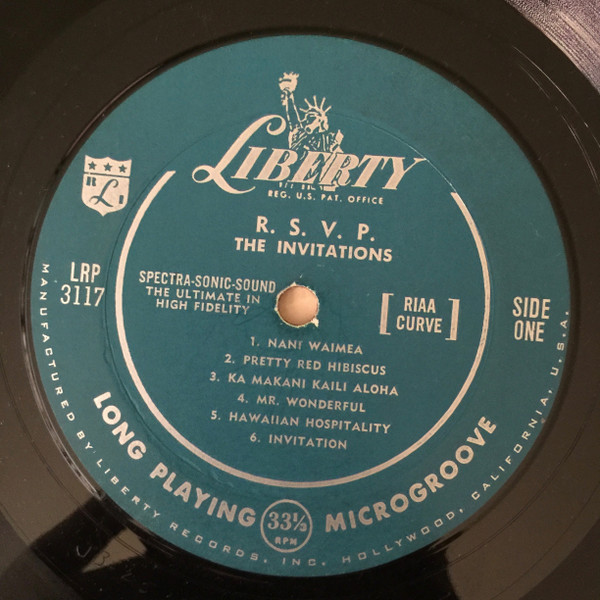 LIBERTY
REG. U.S. PAT. OFFICE
R L I
R. S. V. P.
THE INVITATIONS
LRP
3117
SPECTRA-SONIC-SOUND
THE ULTIMATE IN
HIGH FIDELITY
[ RIAA
CURVE ]
SIDE
ONE
1. NANI WAIMEA
2. PRETTY RED HIBISCUS
3. KA MAKANI KAILI ALOHA
4. MR. WONDERFUL
5. HAWAIIAN HOSPITALITY
6. INVITATION
LONG PLAYING 33⅓ RPM MICROGROOVE
MANUFACTURED BY LIBERTY RECORDS, INC. HOLLYWOOD, CALIFORNIA, U.S.A.